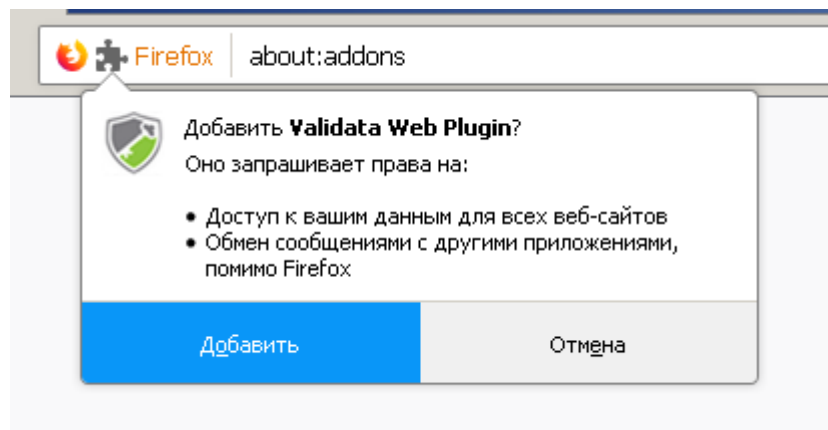 Firefox about:addons
Добавить Validata Web Plugin?
Оно запрашивает права на:
• Доступ к вашим данным для всех веб-сайтов
• Обмен сообщениями с другими приложениями,
помимо Firefox
Добавить Отмена